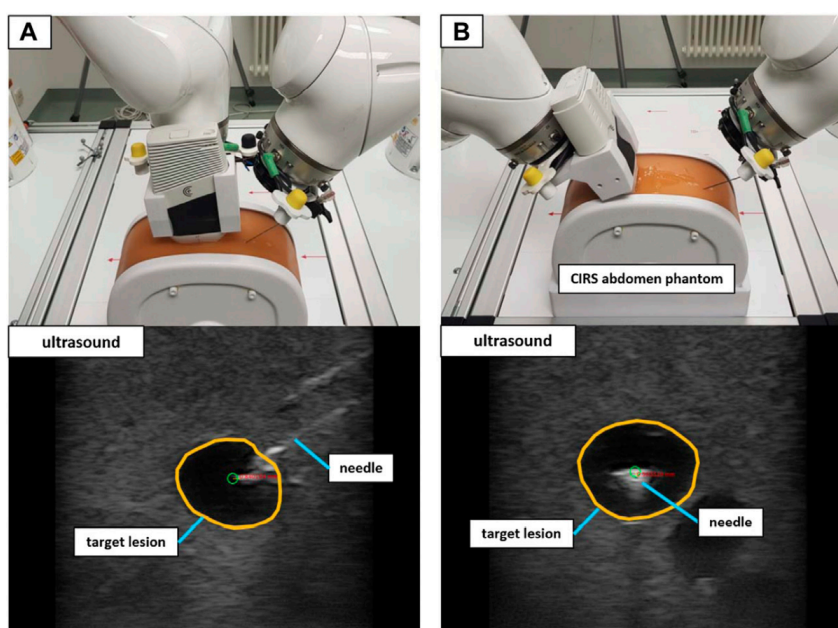 A
B
CIRS abdomen phantom
ultrasound
ultrasound
needle
target lesion
needle
target lesion